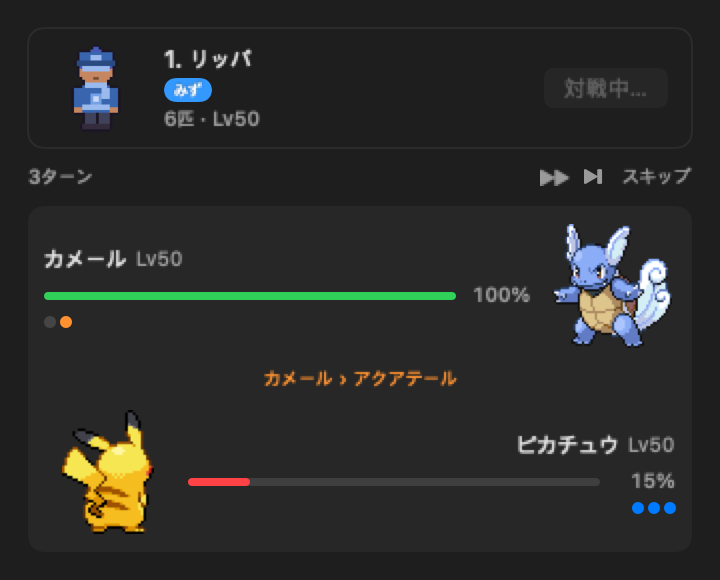 1. リッパ
みず
6匹 · Lv50
対戦中...
3ターン
スキップ
カメール Lv50
100%
カメール › アクアテール
ピカチュウ Lv50
15%